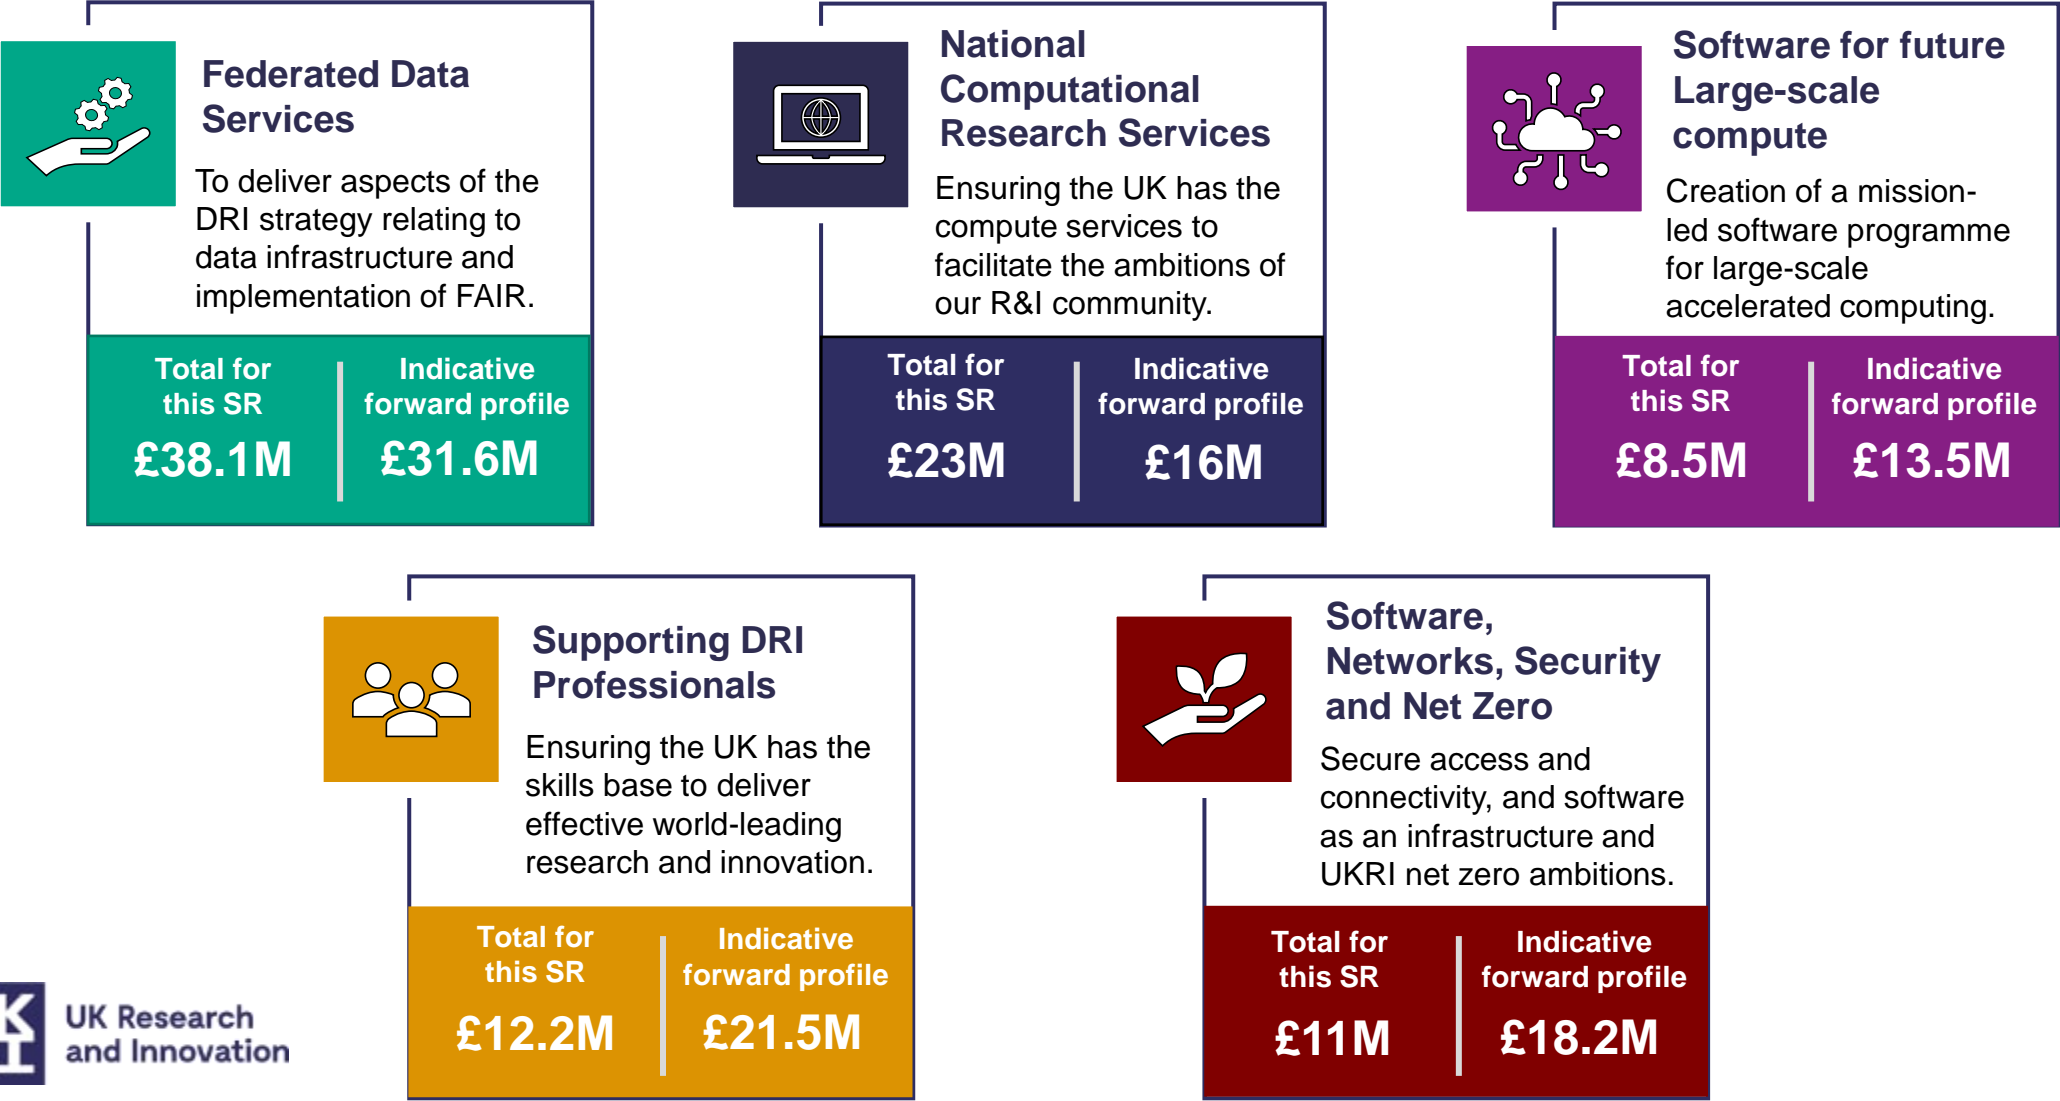 Federated Data
Services
To deliver aspects of the
DRI strategy relating to
data infrastructure and
implementation of FAIR.
Total for
this SR
£38.1M
Indicative
forward profile
£31.6M
National
Computational
Research Services
Ensuring the UK has the
compute services to
facilitate the ambitions of
our R&I community.
Total for
this SR
£23M
Indicative
forward profile
£16M
Software for future
Large-scale
compute
Creation of a mission-
led software programme
for large-scale
accelerated computing.
Total for
this SR
£8.5M
Indicative
forward profile
£13.5M
Supporting DRI
Professionals
Ensuring the UK has the
skills base to deliver
effective world-leading
research and innovation.
Total for
this SR
£12.2M
Indicative
forward profile
£21.5M
Software,
Networks, Security
and Net Zero
Secure access and
connectivity, and software
as an infrastructure and
UKRI net zero ambitions.
Total for
this SR
£11M
Indicative
forward profile
£18.2M
UK Research
and Innovation